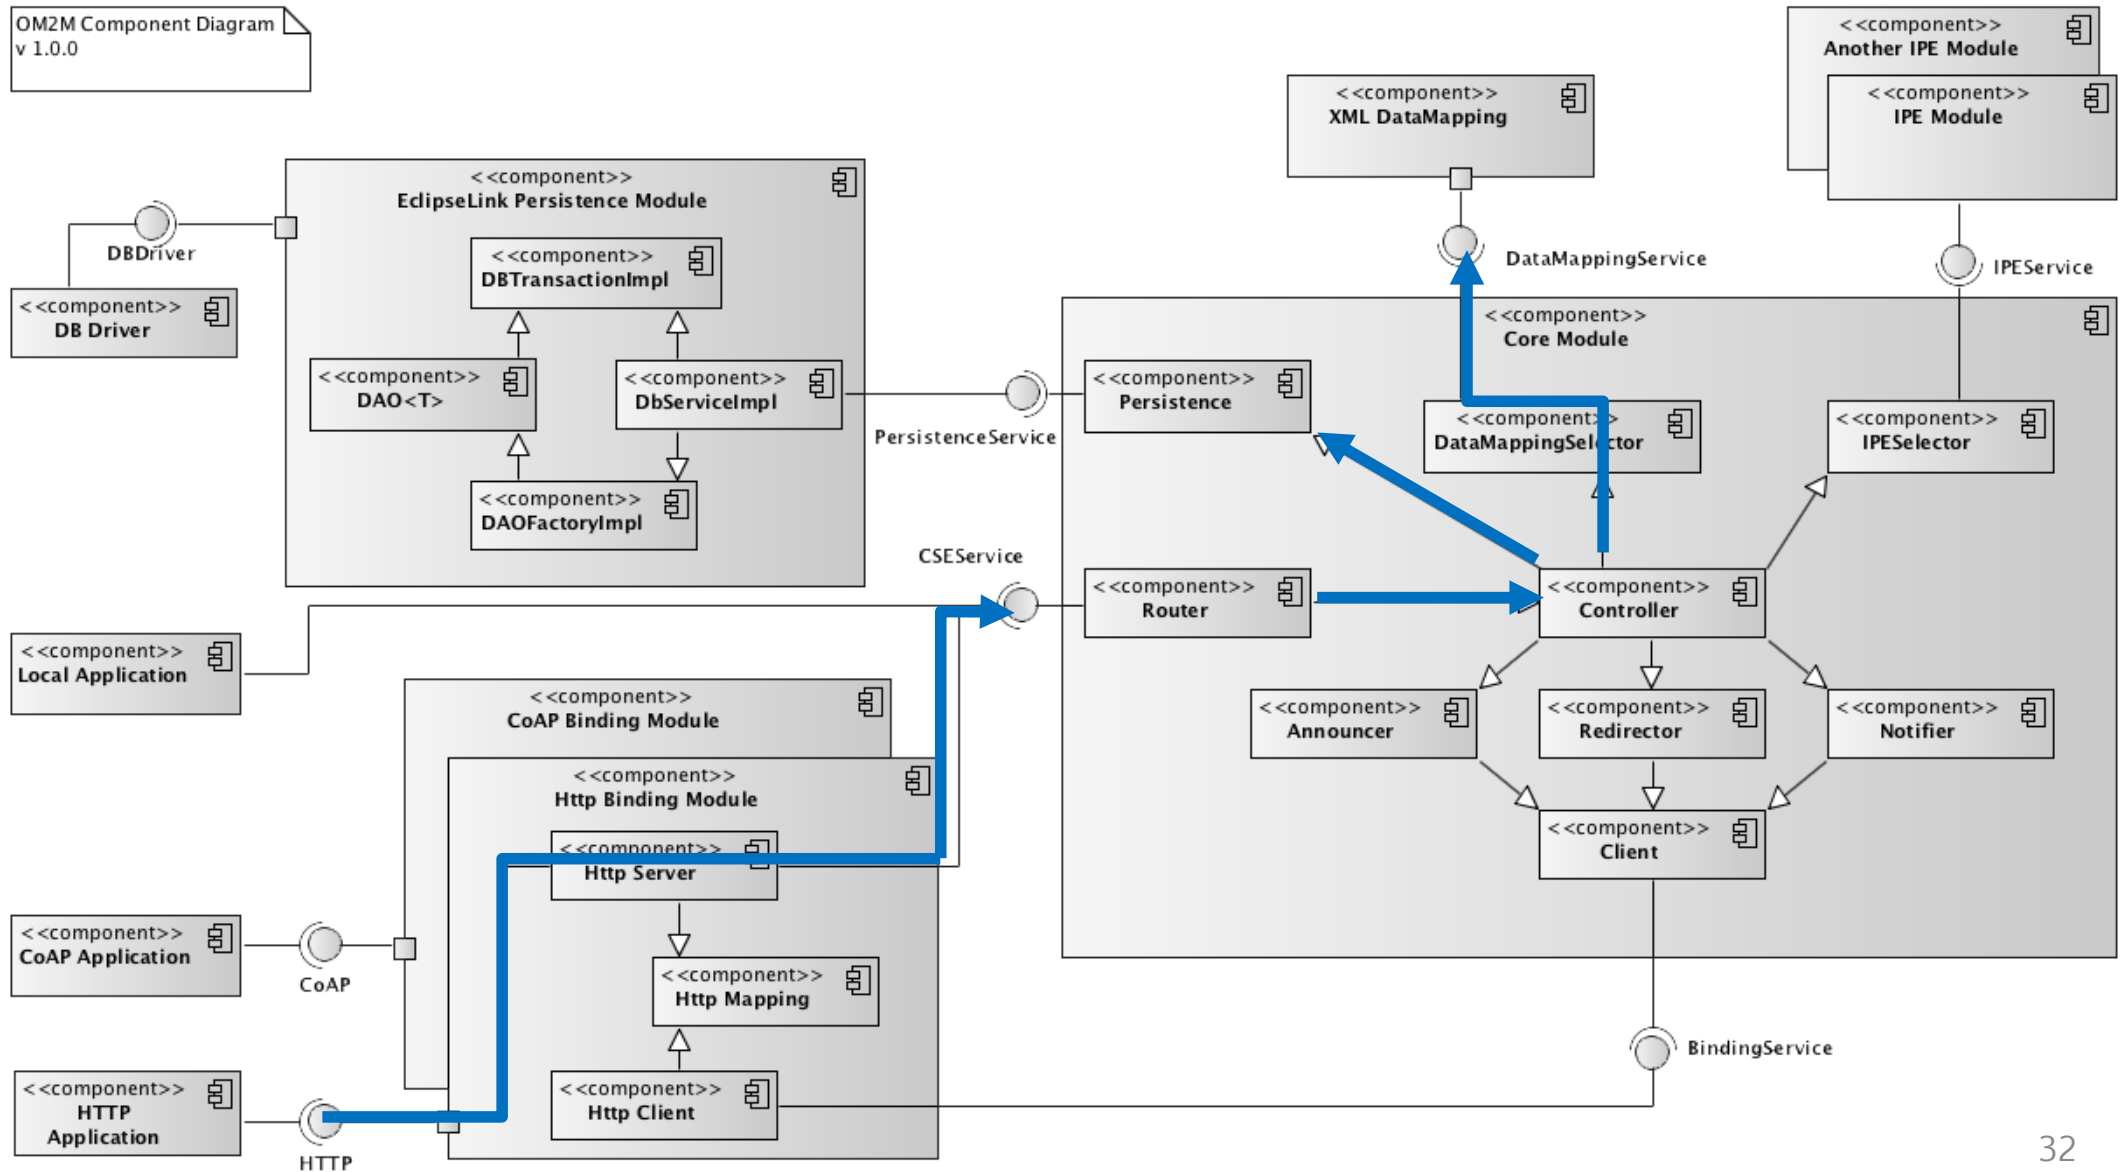 OM2M Component Diagram
v 1.0.0
<<component>>
Another IPE Module
<<component>>
IPE Module
<<component>>
XML DataMapping
<<component>>
EclipseLink Persistence Module
DBDriver
<<component>>
DB Driver
<<component>>
DBTransactionImpl
<<component>>
DAO<T>
<<component>>
DbServiceImpl
<<component>>
DAOFactoryImpl
PersistenceService
DataMappingService
IPEService
<<component>>
Core Module
<<component>>
Persistence
<<component>>
DataMappingSelector
<<component>>
IPESelector
CSEService
<<component>>
Router
<<component>>
Controller
<<component>>
Local Application
<<component>>
CoAP Binding Module
<<component>>
Http Binding Module
<<component>>
Http Server
<<component>>
Announcer
<<component>>
Redirector
<<component>>
Notifier
<<component>>
Client
<<component>>
CoAP Application
CoAP
<<component>>
Http Mapping
<<component>>
HTTP
Application
HTTP
<<component>>
Http Client
BindingService
32